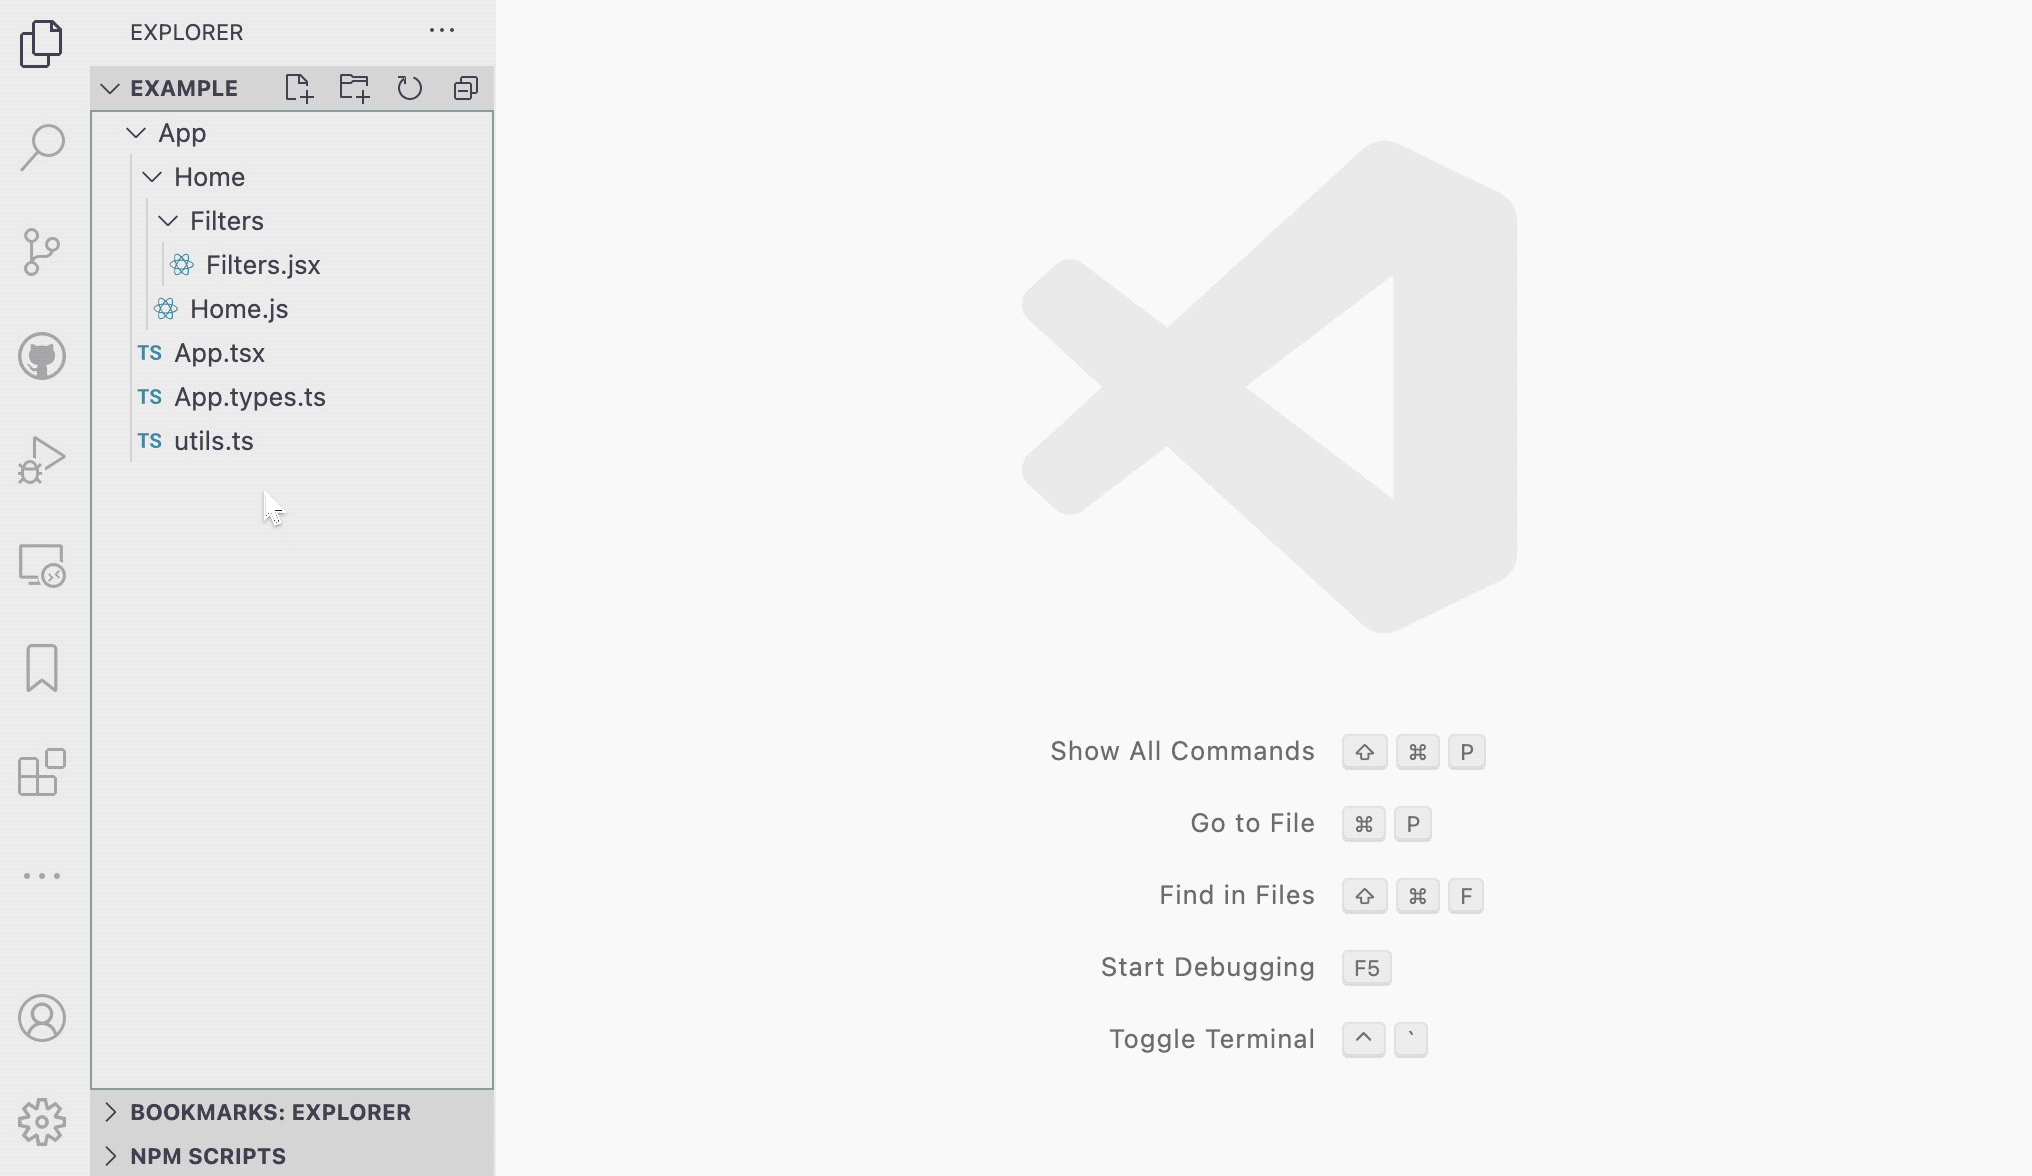 EXPLORER
EXAMPLE
App
Home
Filters
Filters.jsx
Home.js
TS App.tsx
TS App.types.ts
TS utils.ts
BOOKMARKS: EXPLORER
NPM SCRIPTS
Show All Commands ⇧ ⌘ P
Go to File ⌘ P
Find in Files ⇧ ⌘ F
Start Debugging F5
Toggle Terminal ^ `